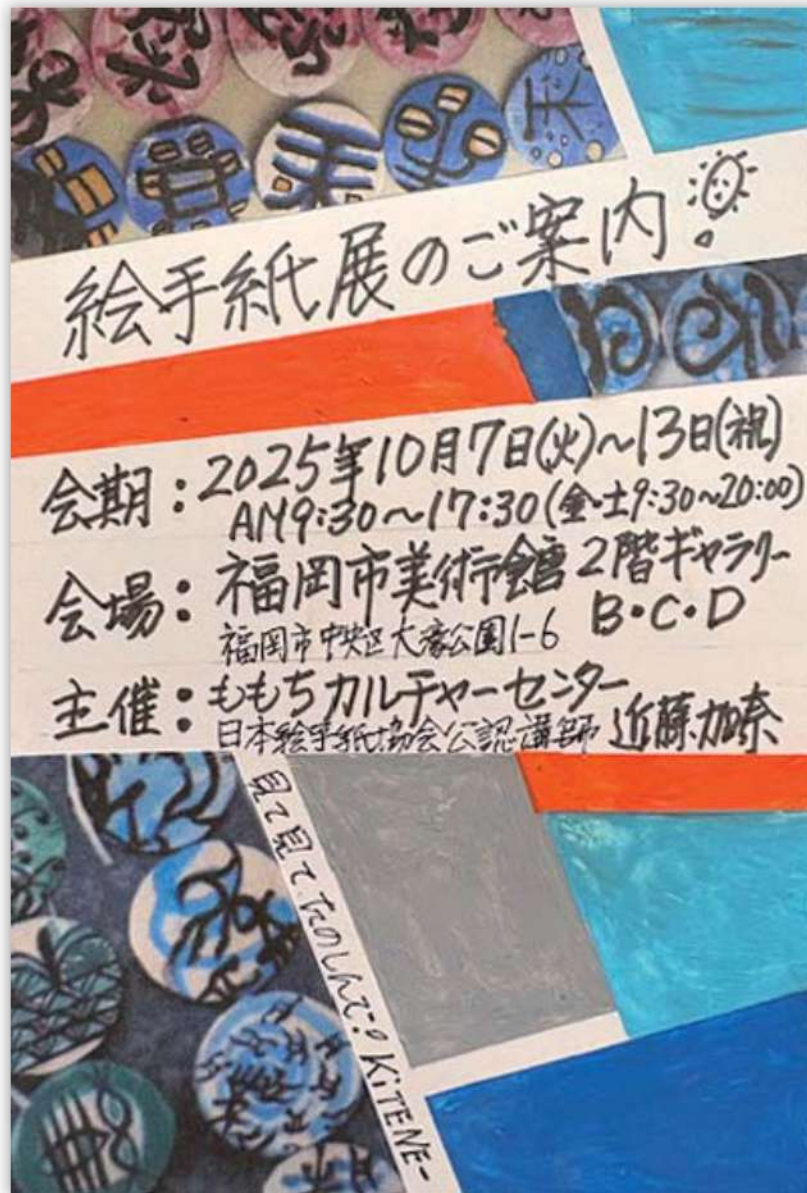 絵手紙展のご案内!
会期:2025年10月7日(火)~13日(祝)
AM9:30~17:30(金・土9:30~20:00)
会場:福岡市美術館 2階ギャラリー
B・C・D
福岡市中央区大濠公園1-6
主催:ももちカルチャーセンター
日本絵手紙協会公認講師 近藤加奈
見て見てたのしんで!KiTENE-